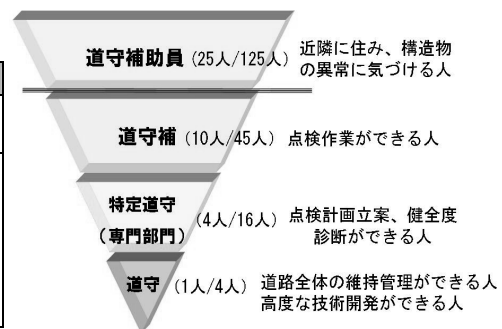 道守補助員 (25人/125人) 近隣に住み、構造物
の異常に気づける人
道守補 (10人/45人) 点検作業ができる人
特定道守
(専門部門) (4人/16人) 点検計画立案、健全度
診断ができる人
道守 (1人/4人) 道路全体の維持管理ができる人
高度な技術開発ができる人